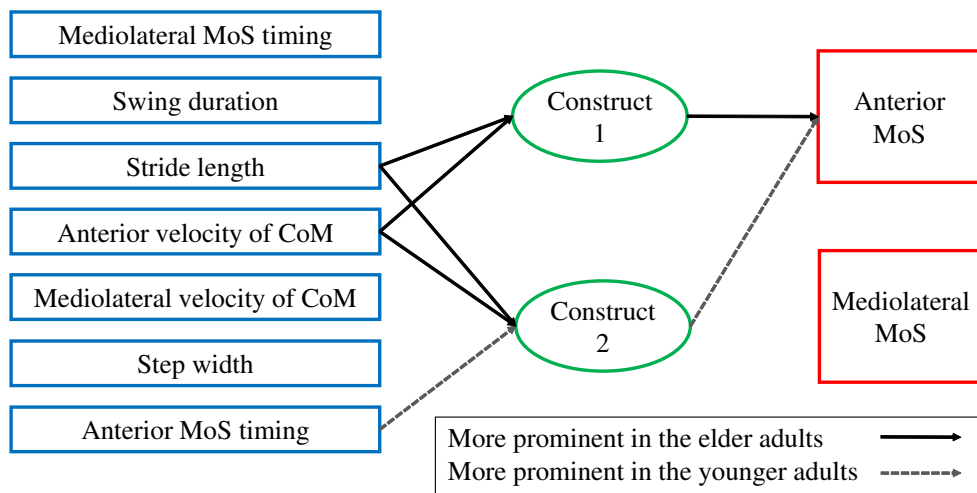 Mediolateral MoS timing
Swing duration
Stride length
Anterior velocity of CoM
Mediolateral velocity of CoM
Step width
Anterior MoS timing
Construct
1
Construct
2
Anterior
MoS
Mediolateral
MoS
More prominent in the elder adults
More prominent in the younger adults